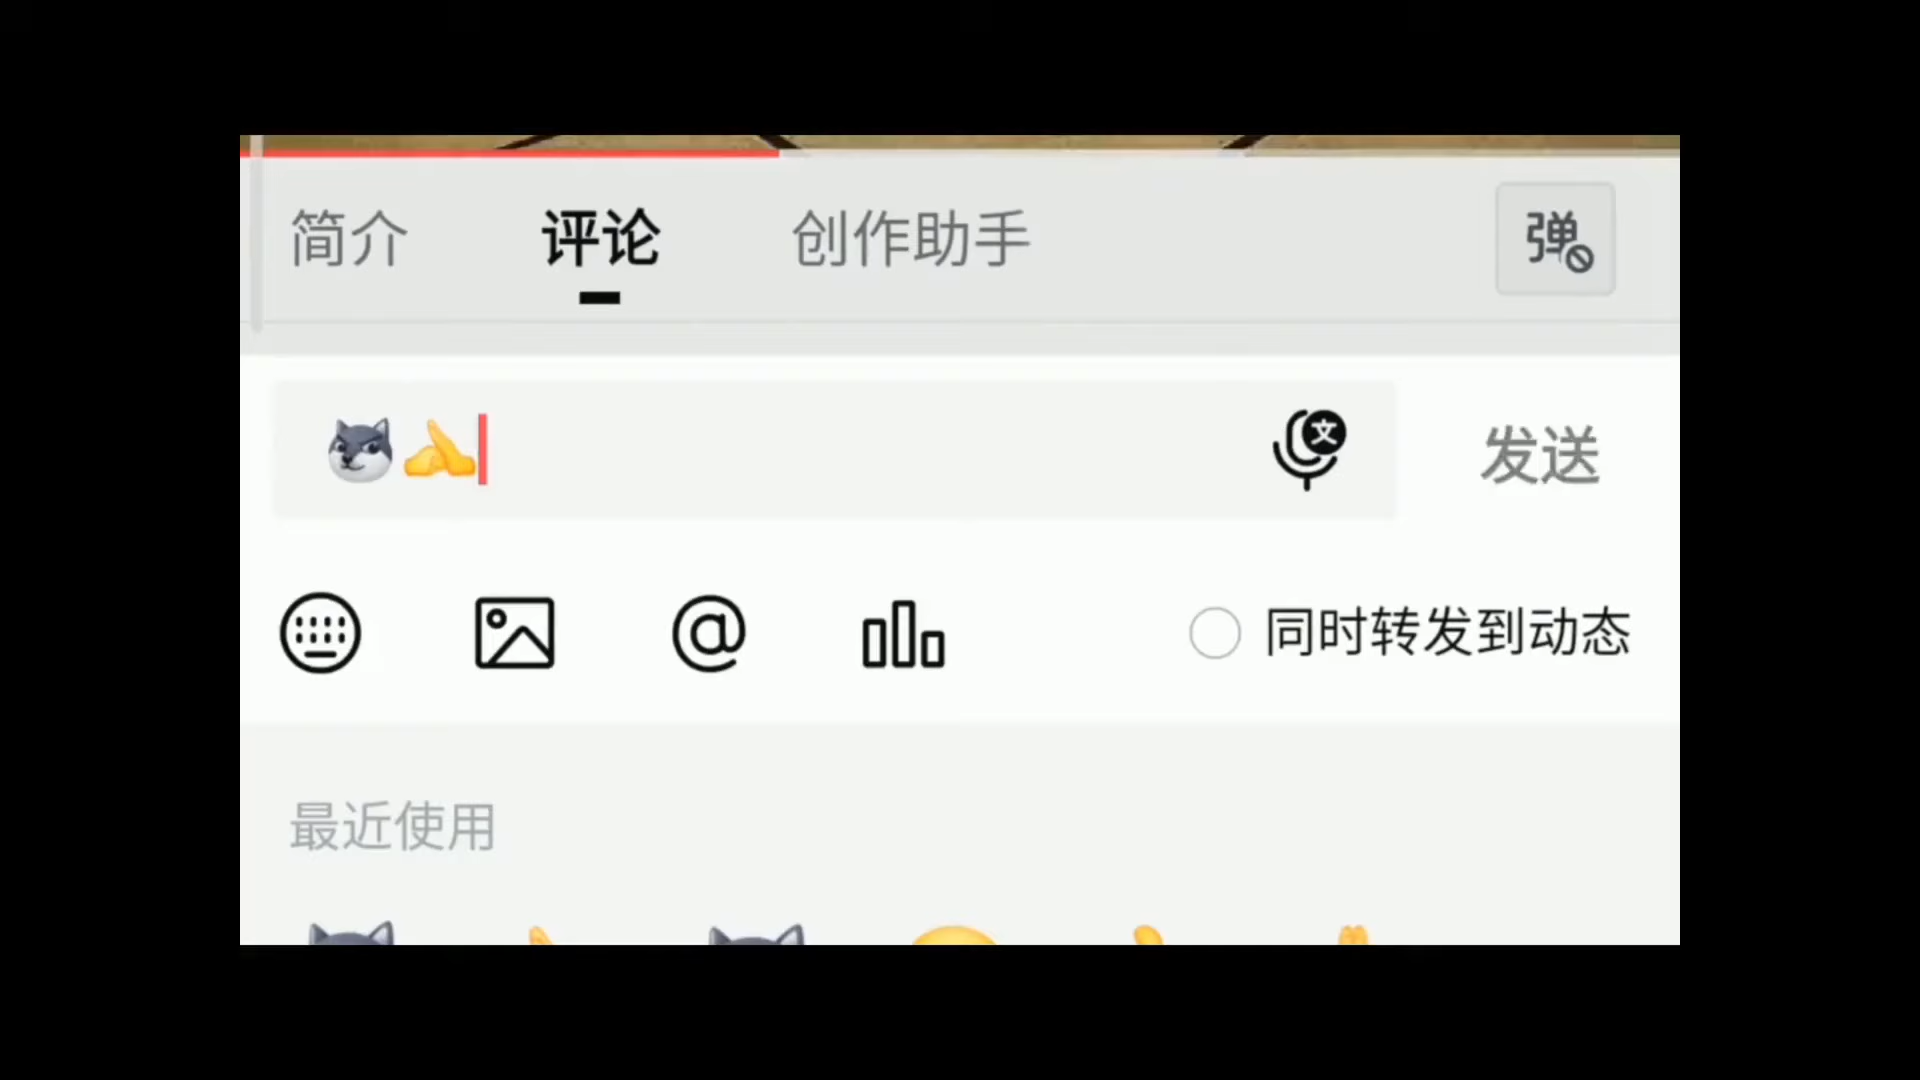 简介 评论 创作助手 弹
文 发送
@ 同时转发到动态
最近使用